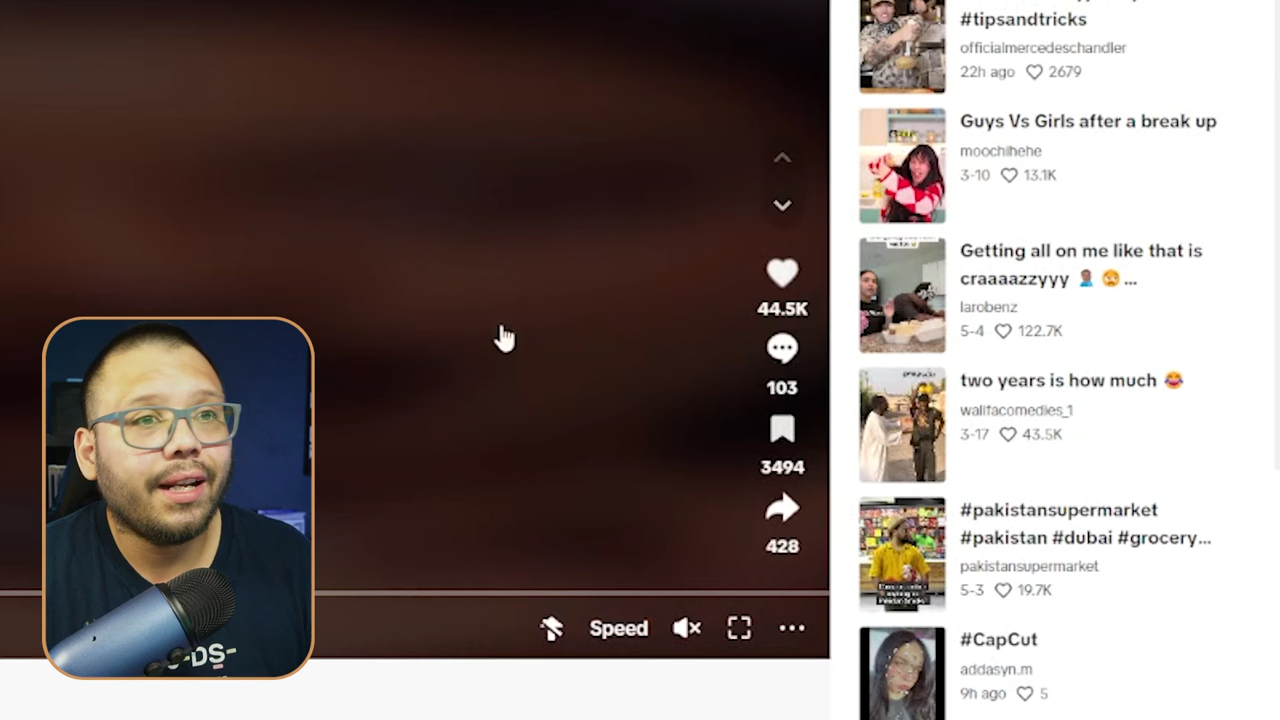 #tipsandtricks
officialmercedeschandler
22h ago 2679
Guys Vs Girls after a break up
moochihehe
3-10 13.1K
Getting all on me like that is
craaaazzyyy 🤦🏽‍♂️ 😩 ...
larobenz
5-4 122.7K
two years is how much 😂
walifacomedies_1
3-17 43.5K
#pakistansupermarket
#pakistan #dubai #grocery...
pakistansupermarket
5-3 19.7K
#CapCut
addasyn.m
9h ago 5
44.5K
103
3494
428
Speed
-DS-